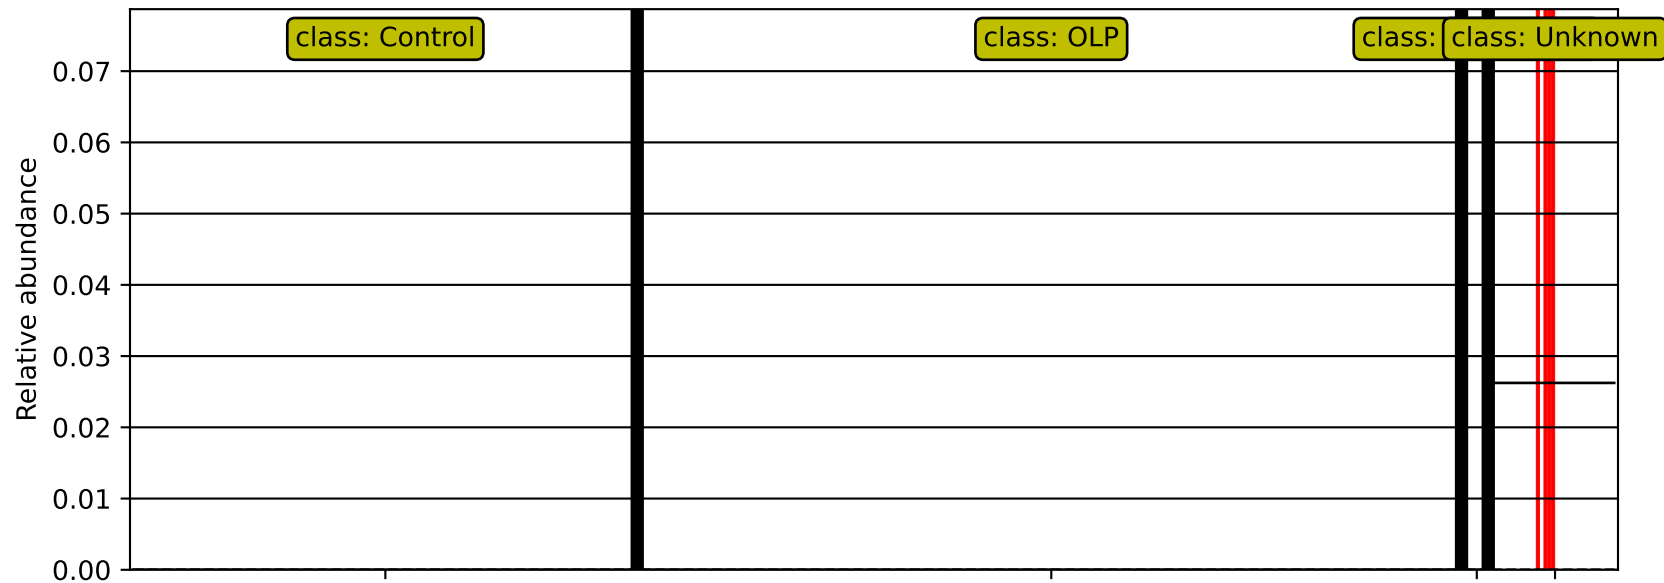 class: Control
class: OLP
class:
class: Unknown
0.07
0.06
0.05
0.04
0.03
0.02
0.01
0.00
Relative abundance